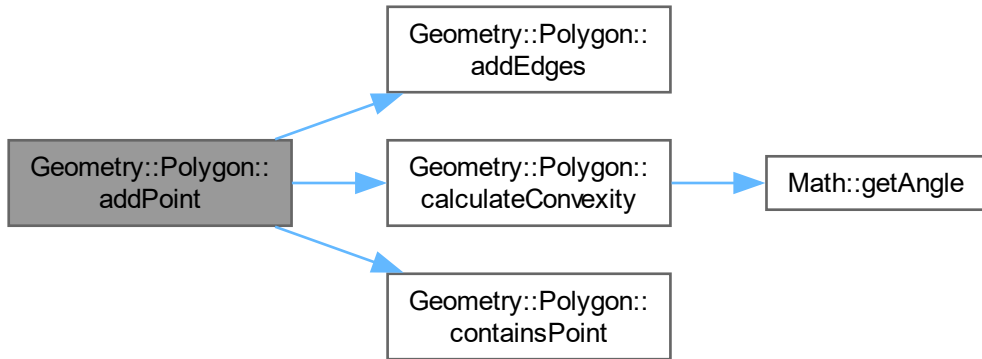 Geometry::Polygon::
addEdges
Geometry::Polygon::
addPoint
Geometry::Polygon::
calculateConvexity
Math::getAngle
Geometry::Polygon::
containsPoint